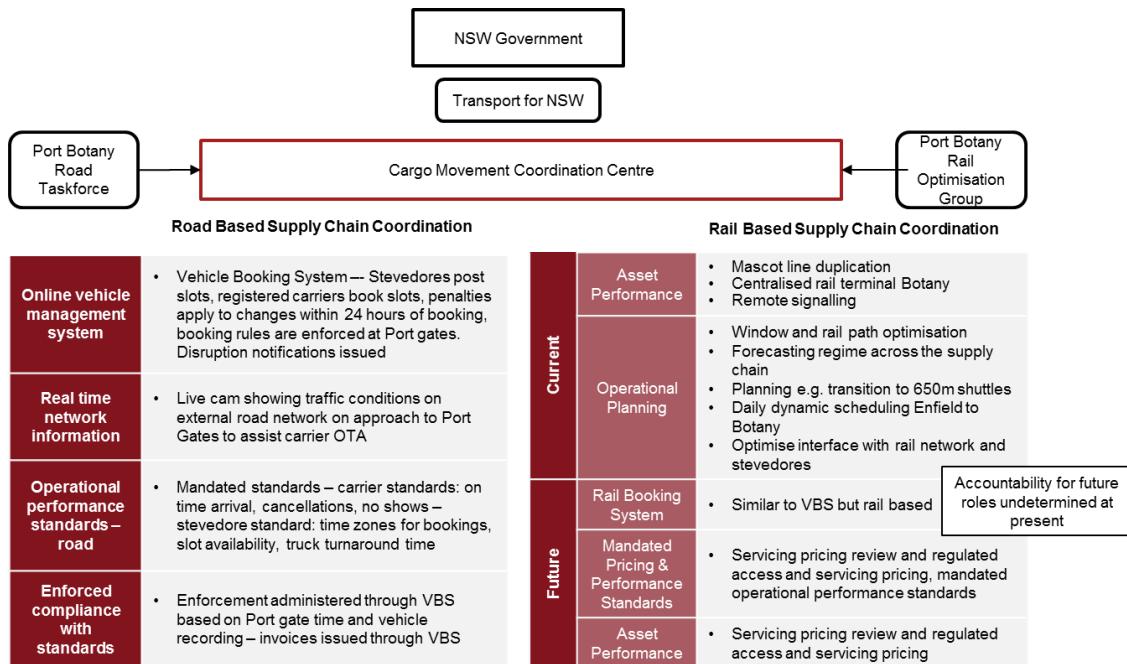 NSW Government
Transport for NSW
Port Botany
Road
Taskforce
Cargo Movement Coordination Centre
Port Botany
Rail
Optimisation
Group
Road Based Supply Chain Coordination
Online vehicle
management
system
• Vehicle Booking System –- Stevedores post
slots, registered carriers book slots, penalties
apply to changes within 24 hours of booking,
booking rules are enforced at Port gates.
Disruption notifications issued
Real time
network
information
• Live cam showing traffic conditions on
external road network on approach to Port
Gates to assist carrier OTA
Operational
performance
standards –
road
• Mandated standards – carrier standards: on
time arrival, cancellations, no shows –
stevedore standard: time zones for bookings,
slot availability, truck turnaround time
Enforced
compliance
with
standards
• Enforcement administered through VBS
based on Port gate time and vehicle
recording – invoices issued through VBS
Rail Based Supply Chain Coordination
Current
Asset
Performance
• Mascot line duplication
• Centralised rail terminal Botany
• Remote signalling
Operational
Planning
• Window and rail path optimisation
• Forecasting regime across the supply
chain
• Planning e.g. transition to 650m shuttles
• Daily dynamic scheduling Enfield to
Botany
• Optimise interface with rail network and
stevedores
Future
Rail Booking
System
• Similar to VBS but rail based
Accountability for future
roles undetermined at
present
Mandated
Pricing &
Performance
Standards
• Servicing pricing review and regulated
access and servicing pricing, mandated
operational performance standards
Asset
Performance
• Servicing pricing review and regulated
access and servicing pricing